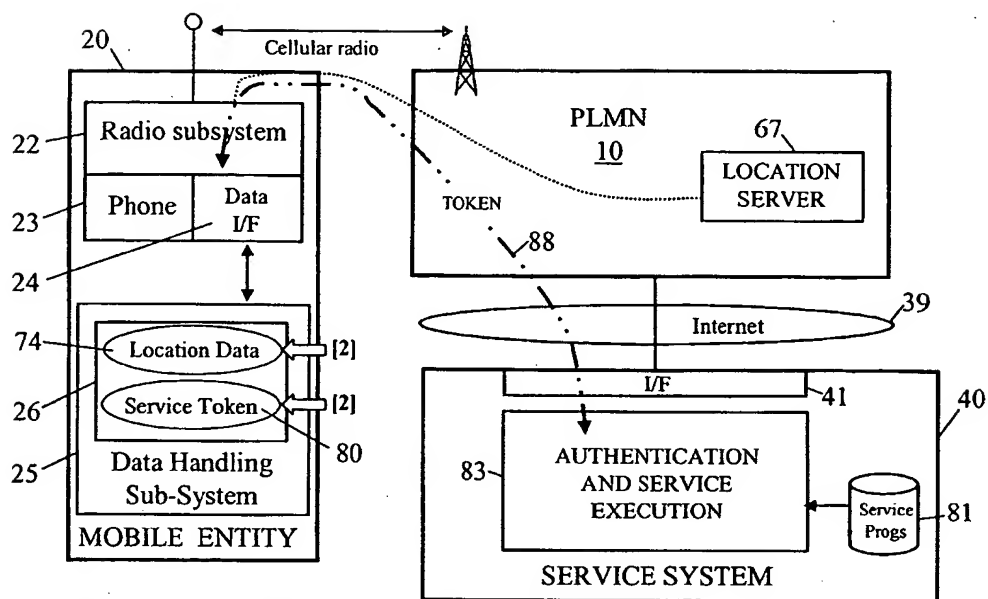 20
Cellular radio
22
Radio subsystem
PLMN
10
67
LOCATION
SERVER
23
Phone
Data
I/F
TOKEN
24
88
39
Internet
74
Location Data
[2]
I/F
41
40
26
Service Token
[2]
80
25
Data Handling
Sub-System
83
AUTHENTICATION
AND SERVICE
EXECUTION
Service
Progs
81
MOBILE ENTITY
SERVICE SYSTEM